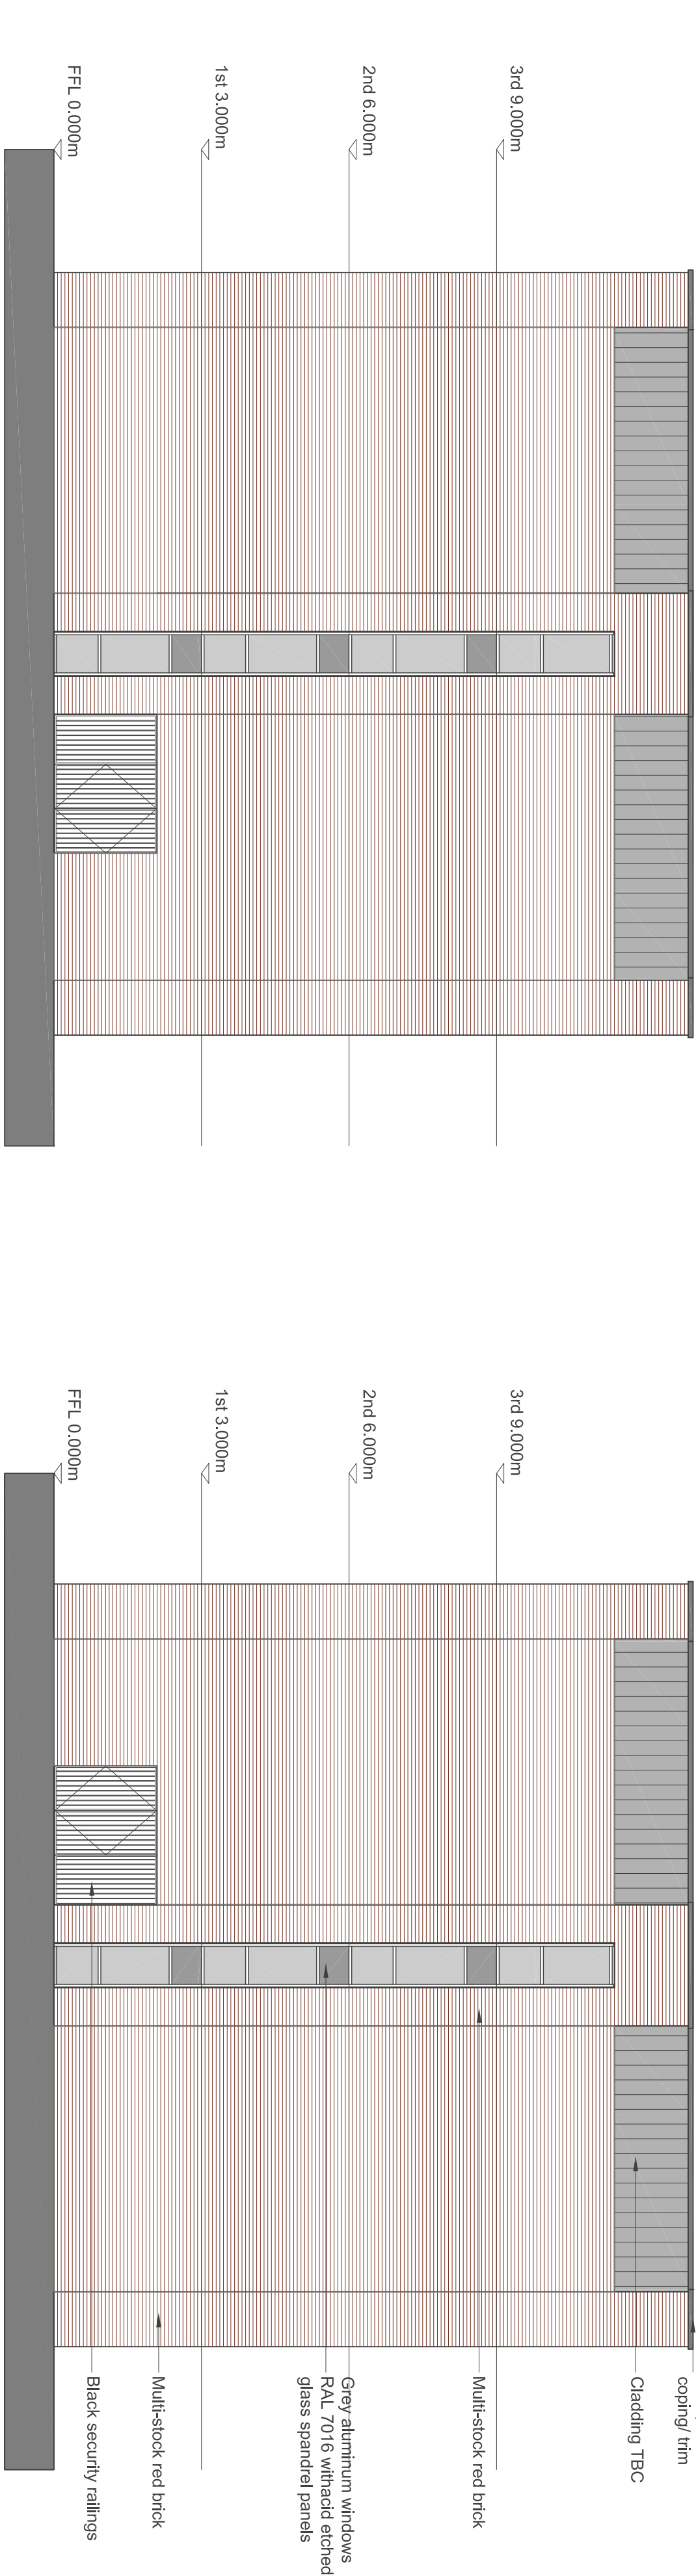 3rd 9.000m
2nd 6.000m
1st 3.000m
FFL 0.000m
3rd 9.000m
2nd 6.000m
1st 3.000m
FFL 0.000m
coping/ trim
Cladding TBC
Multi-stock red brick
Grey aluminum windows
RAL 7016 withacid etched
glass spandrel panels
Multi-stock red brick
Black security railings